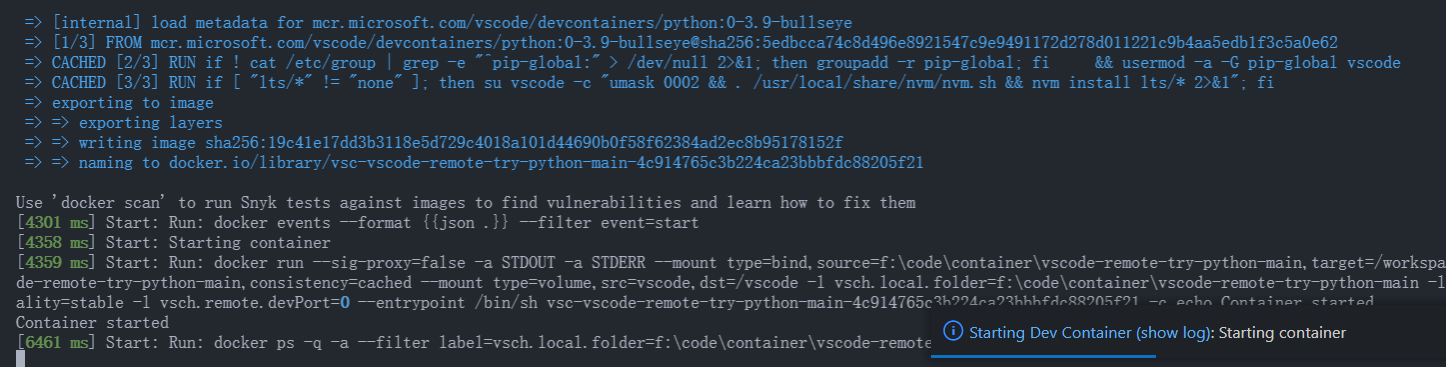 => [internal] load metadata for mcr.microsoft.com/vscode/devcontainers/python:0-3.9-bullseye
=> [1/3] FROM mcr.microsoft.com/vscode/devcontainers/python:0-3.9-bullseye@sha256:5edbcca74c8d496e8921547c9e9491172d278d011221c9b4aa5edb1f3c5a0e62
=> CACHED [2/3] RUN if ! cat /etc/group | grep -e "^pip-global:" > /dev/null 2>&1; then groupadd -r pip-global; fi && usermod -a -G pip-global vscode
=> CACHED [3/3] RUN if [ "lts/*" != "none" ]; then su vscode -c "umask 0002 && . /usr/local/share/nvm/nvm.sh && nvm install lts/* 2>&1"; fi
=> exporting to image
=> => exporting layers
=> => writing image sha256:19c41e17dd3b3118e5d729c4018a101d44690b0f58f62384ad2ec8b95178152f
=> => naming to docker.io/library/vsc-vscode-remote-try-python-main-4c914765c3b224ca23bbbfdc88205f21
Use 'docker scan' to run Snyk tests against images to find vulnerabilities and learn how to fix them
[4301 ms] Start: Run: docker events --format {{json .}} --filter event=start
[4358 ms] Start: Starting container
[4359 ms] Start: Run: docker run --sig-proxy=false -a STDOUT -a STDERR --mount type=bind,source=f:\code\container\vscode-remote-try-python-main,target=/workspa
de-remote-try-python-main,consistency=cached --mount type=volume,src=vscode,dst=/vscode -l vsch.local.folder=f:\code\container\vscode-remote-try-python-main -l
ality=stable -l vsch.remote.devPort=0 --entrypoint /bin/sh vsc-vscode-remote-try-python-main-4c914765c3b224ca23bbbfdc88205f21 -c echo Container started
Container started
[6461 ms] Start: Run: docker ps -q -a --filter label=vsch.local.folder=f:\code\container\vscode-remote
Starting Dev Container (show log): Starting container